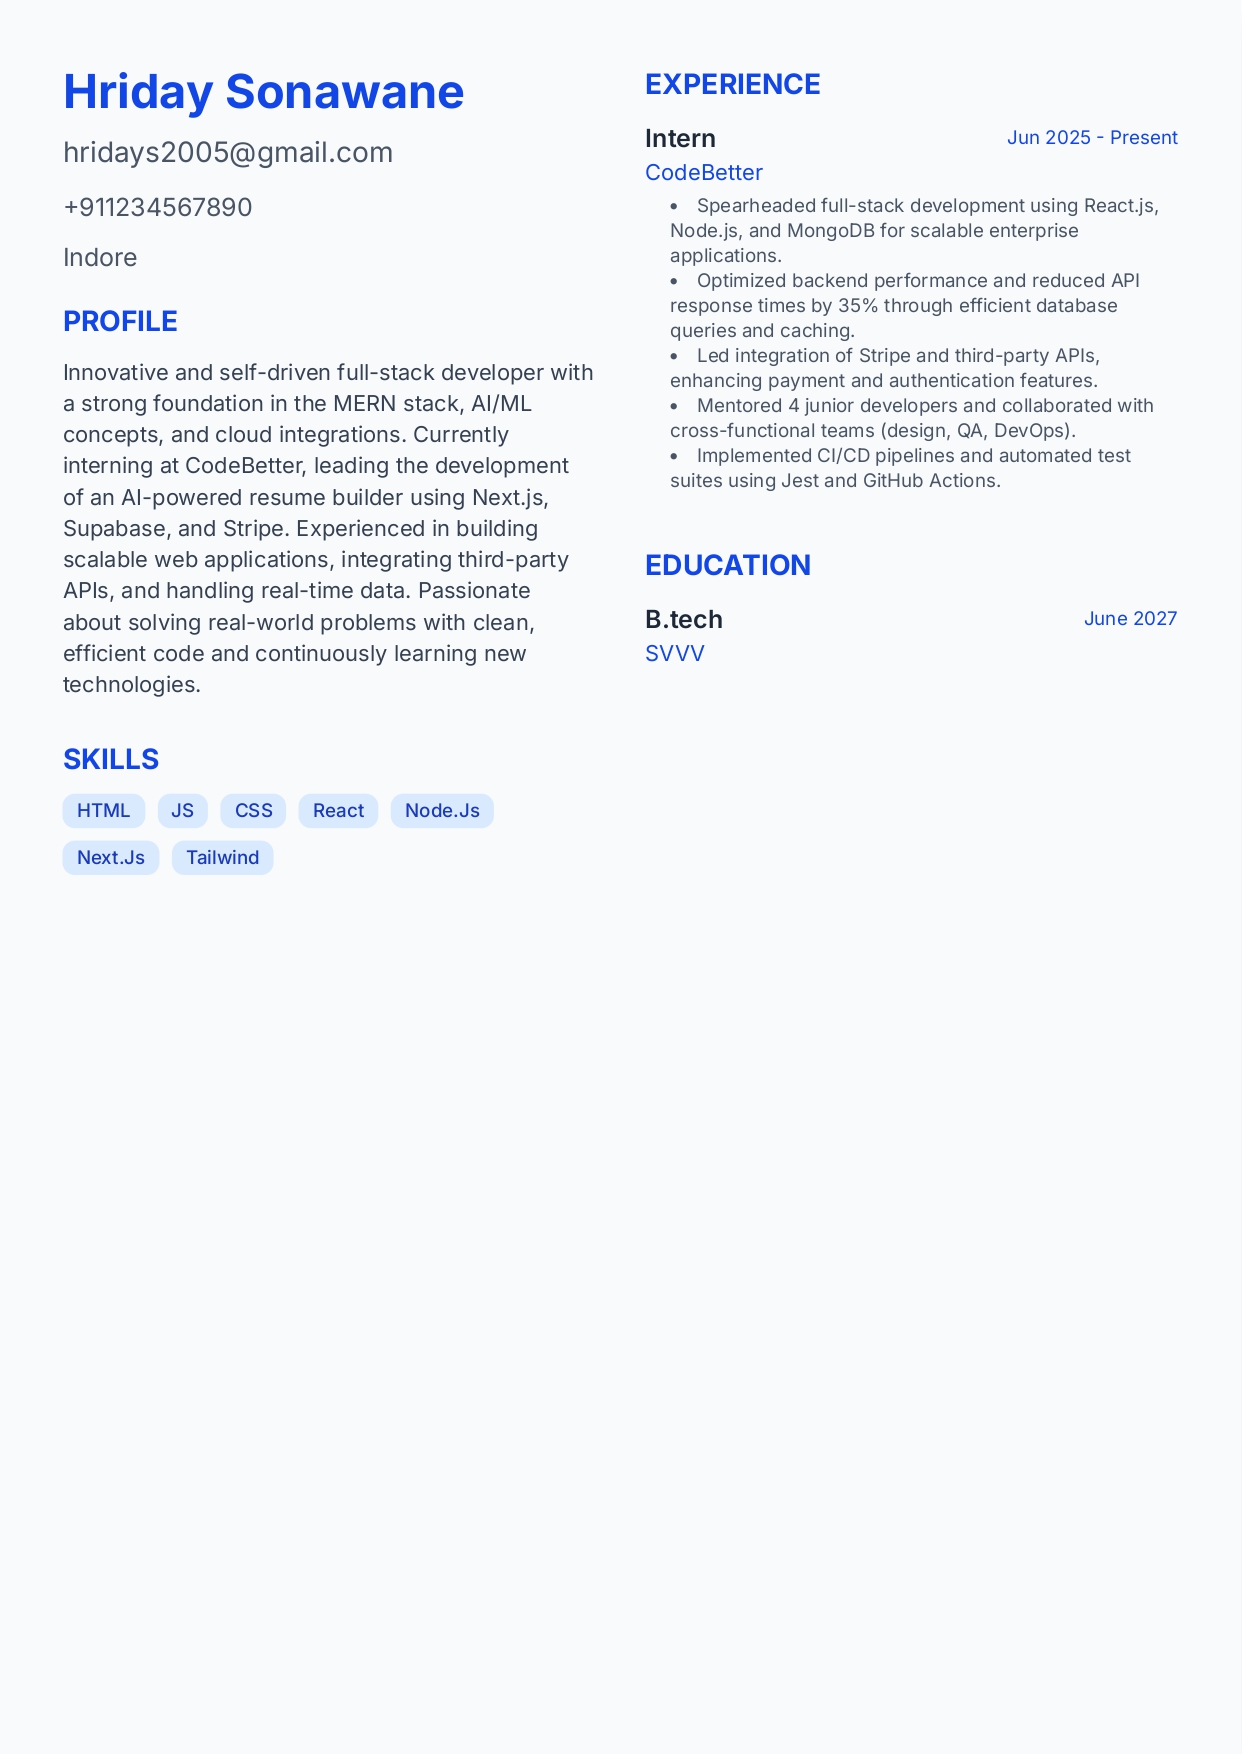 Hriday Sonawane
hridays2005@gmail.com
+911234567890
Indore
PROFILE
Innovative and self-driven full-stack developer with
a strong foundation in the MERN stack, AI/ML
concepts, and cloud integrations. Currently
interning at CodeBetter, leading the development
of an AI-powered resume builder using Next.js,
Supabase, and Stripe. Experienced in building
scalable web applications, integrating third-party
APIs, and handling real-time data. Passionate
about solving real-world problems with clean,
efficient code and continuously learning new
technologies.
SKILLS
HTML JS CSS React Node.Js
Next.Js Tailwind
EXPERIENCE
Intern Jun 2025 - Present
CodeBetter
• Spearheaded full-stack development using React.js,
Node.js, and MongoDB for scalable enterprise
applications.
• Optimized backend performance and reduced API
response times by 35% through efficient database
queries and caching.
• Led integration of Stripe and third-party APIs,
enhancing payment and authentication features.
• Mentored 4 junior developers and collaborated with
cross-functional teams (design, QA, DevOps).
• Implemented CI/CD pipelines and automated test
suites using Jest and GitHub Actions.
EDUCATION
B.tech June 2027
SVVV